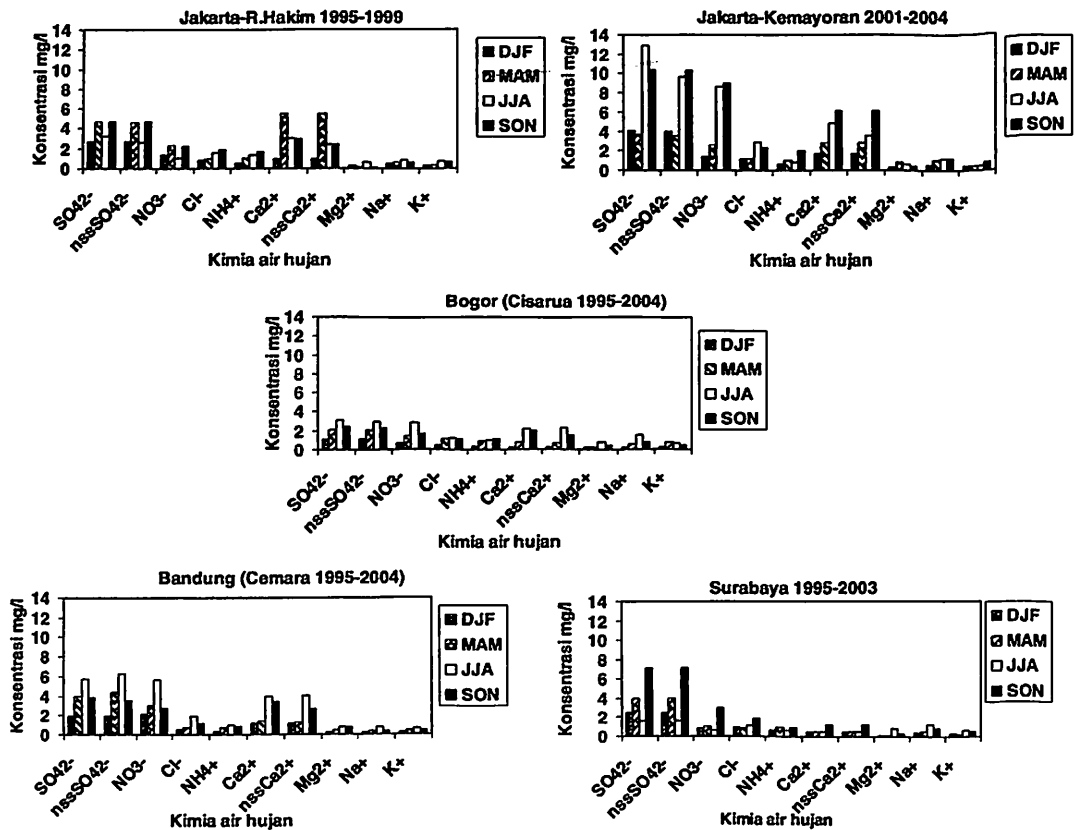 Jakarta-R.Hakim 1995-1999
Konsentrasi mg/l
14
12
10
8
6
4
2
0
SO42-
nssSO42-
NO3-
Cl-
NH4+
Ca2+
nssCa2+
Mg2+
Na+
K+
Kimia air hujan
DJF
MAM
JJA
SON
Jakarta-Kemayoran 2001-2004
Konsentrasi mg/l
14
12
10
8
6
4
2
0
SO42-
nssSO42-
NO3-
Cl-
NH4+
Ca2+
nssCa2+
Mg2+
Na+
K+
Kimia air hujan
DJF
MAM
JJA
SON
Bogor (Cisarua 1995-2004)
Konsentrasi mg/l
14
12
10
8
6
4
2
0
SO42-
nssSO42-
NO3-
Cl-
NH4+
Ca2+
nssCa2+
Mg2+
Na+
K+
Kimia air hujan
DJF
MAM
JJA
SON
Bandung (Cemara 1995-2004)
Konsentrasi mg/l
14
12
10
8
6
4
2
0
SO42-
nssSO42-
NO3-
Cl-
NH4+
Ca2+
nssCa2+
Mg2+
Na+
K+
Kimia air hujan
DJF
MAM
JJA
SON
Surabaya 1995-2003
Konsentrasi mg/l
14
12
10
8
6
4
2
0
SO42-
nssSO42-
NO3-
Cl-
NH4+
Ca2+
nssCa2+
Mg2+
Na+
K+
Kimia air hujan
DJF
MAM
JJA
SON